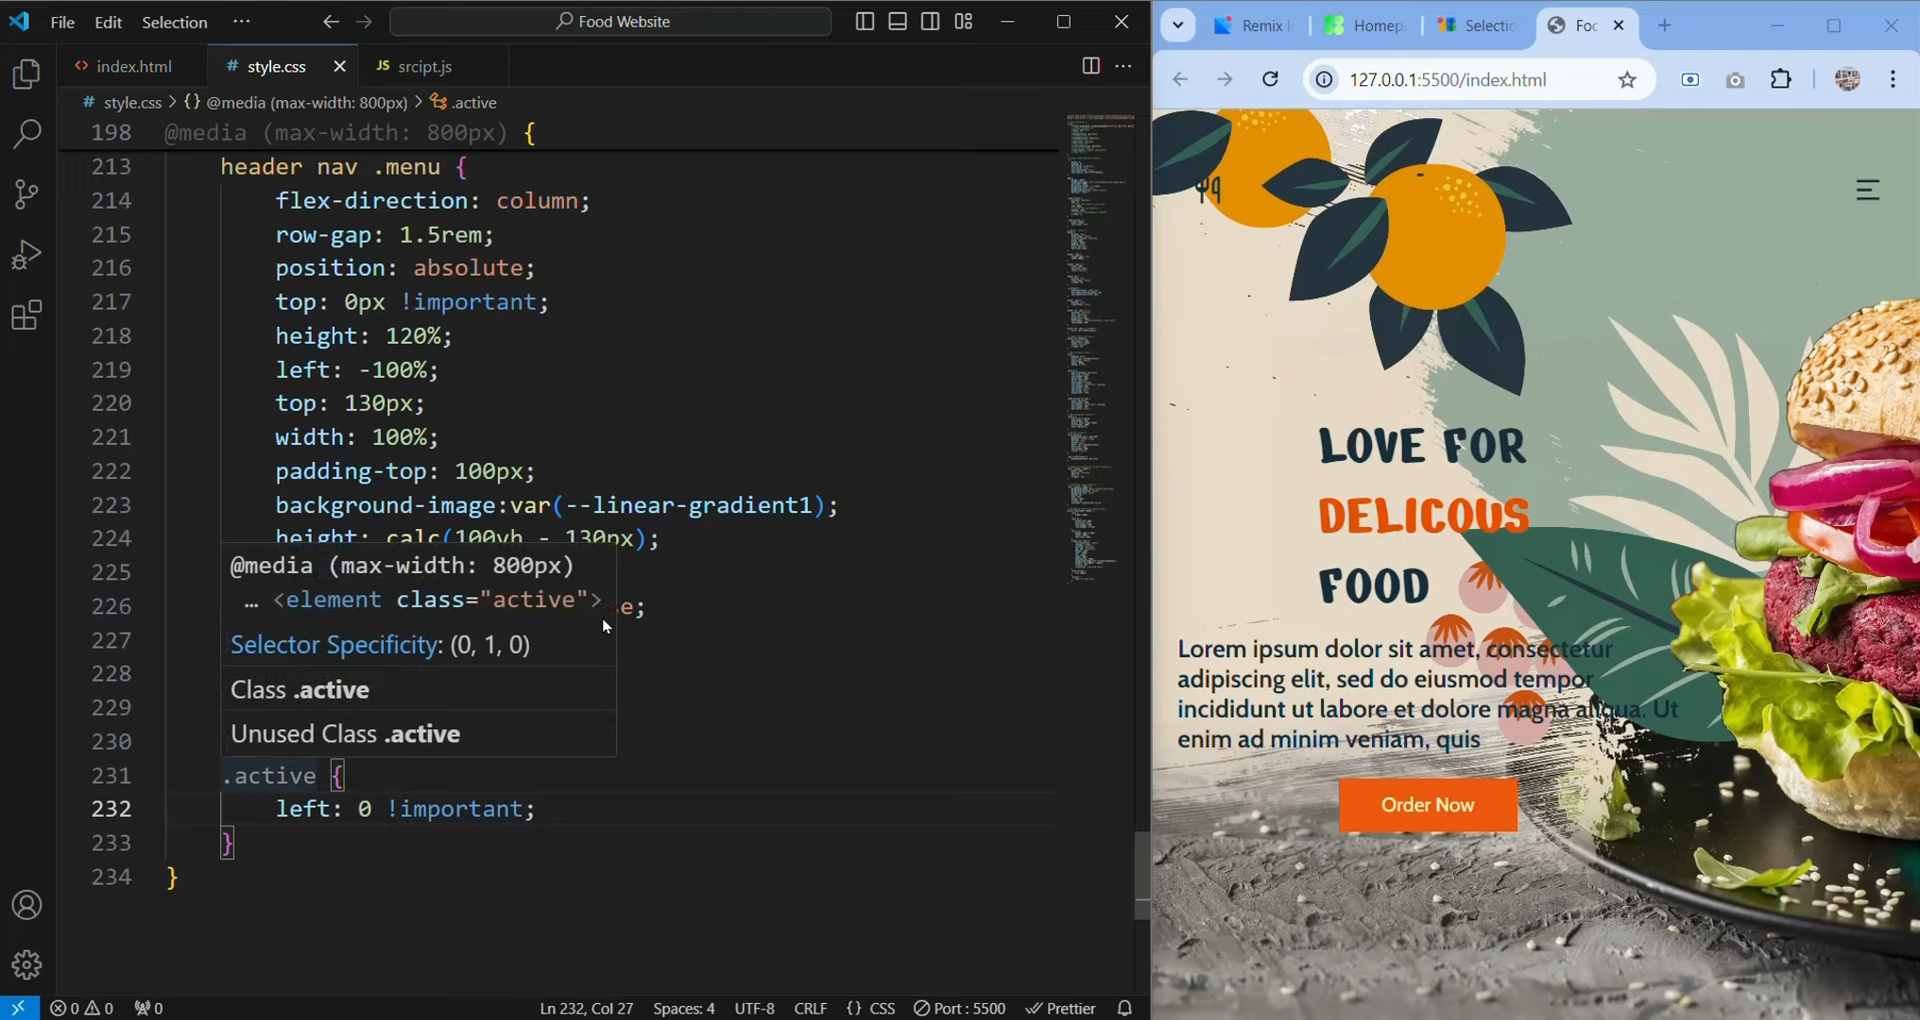 File Edit Selection ··· Food Website
index.html # style.css JS srcipt.js ···
# style.css > {} @media (max-width: 800px) > .active
198 @media (max-width: 800px) {
213 header nav .menu {
214 flex-direction: column;
215 row-gap: 1.5rem;
216 position: absolute;
217 top: 0px !important;
218 height: 120%;
219 left: -100%;
220 top: 130px;
221 width: 100%;
222 padding-top: 100px;
223 background-image:var(--linear-gradient1);
224 height: calc(100vh - 130px);
225
226 e;
227
228
229
230
@media (max-width: 800px)
… <element class="active">
Selector Specificity: (0, 1, 0)
Class .active
Unused Class .active
231 .active {
232 left: 0 !important;
233 }
234 }
0 0 0 Ln 232, Col 27 Spaces: 4 UTF-8 CRLF {} CSS Port : 5500 Prettier
Remix Homep Selectio Foo
127.0.0.1:5500/index.html
LOVE FOR
DELICOUS
FOOD
Lorem ipsum dolor sit amet, consectetur
adipiscing elit, sed do eiusmod tempor
incididunt ut labore et dolore magna aliqua. Ut
enim ad minim veniam, quis
Order Now